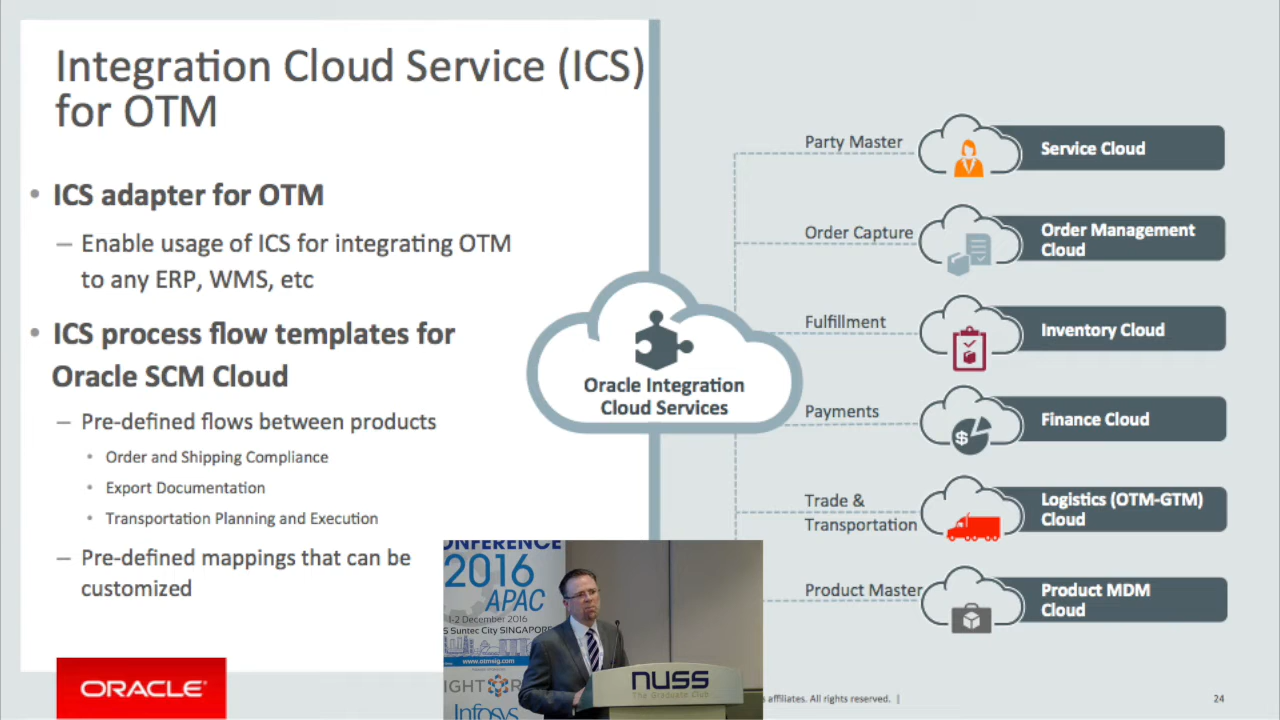 Integration Cloud Service (ICS)
for OTM
• ICS adapter for OTM
– Enable usage of ICS for integrating OTM
to any ERP, WMS, etc
• ICS process flow templates for
Oracle SCM Cloud
– Pre-defined flows between products
• Order and Shipping Compliance
• Export Documentation
• Transportation Planning and Execution
– Pre-defined mappings that can be
customized
Oracle Integration
Cloud Services
Party Master
Service Cloud
Order Capture
Order Management
Cloud
Fulfillment
Inventory Cloud
Payments
$
Finance Cloud
Trade &
Transportation
Logistics (OTM-GTM)
Cloud
Product Master
Product MDM
Cloud
ONFERENCE
2016
APAC
1-2 December 2016
S Suntec City SINGAPORE
www.otmsig.com
IGHT
Infosys
nuss
The Graduate Club
ORACLE
affiliates. All rights reserved. |
24